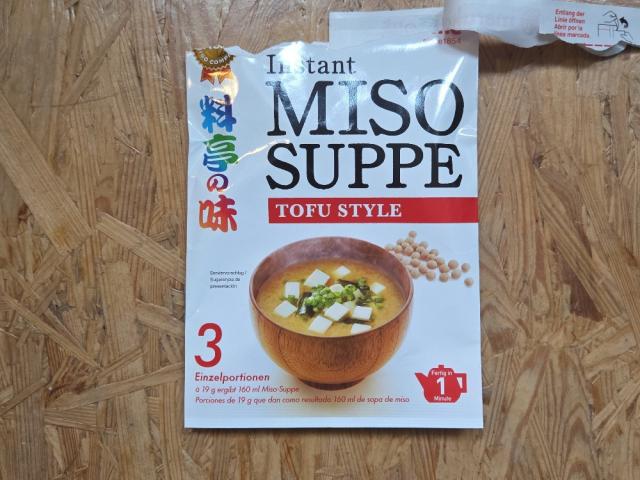 Entlang der
Linie öffnen
Abrir por la
línea marcada.
Instant
MISO
SUPPE
TOFU STYLE
料亭の味
Serviervorschlag /
Sugerencia de
presentación
3
Einzelportionen
à 19 g ergibt 160 ml Miso-Suppe
Porciones de 19 g que dan como resultado 160 ml de sopa de miso
Fertig in
1
Minute